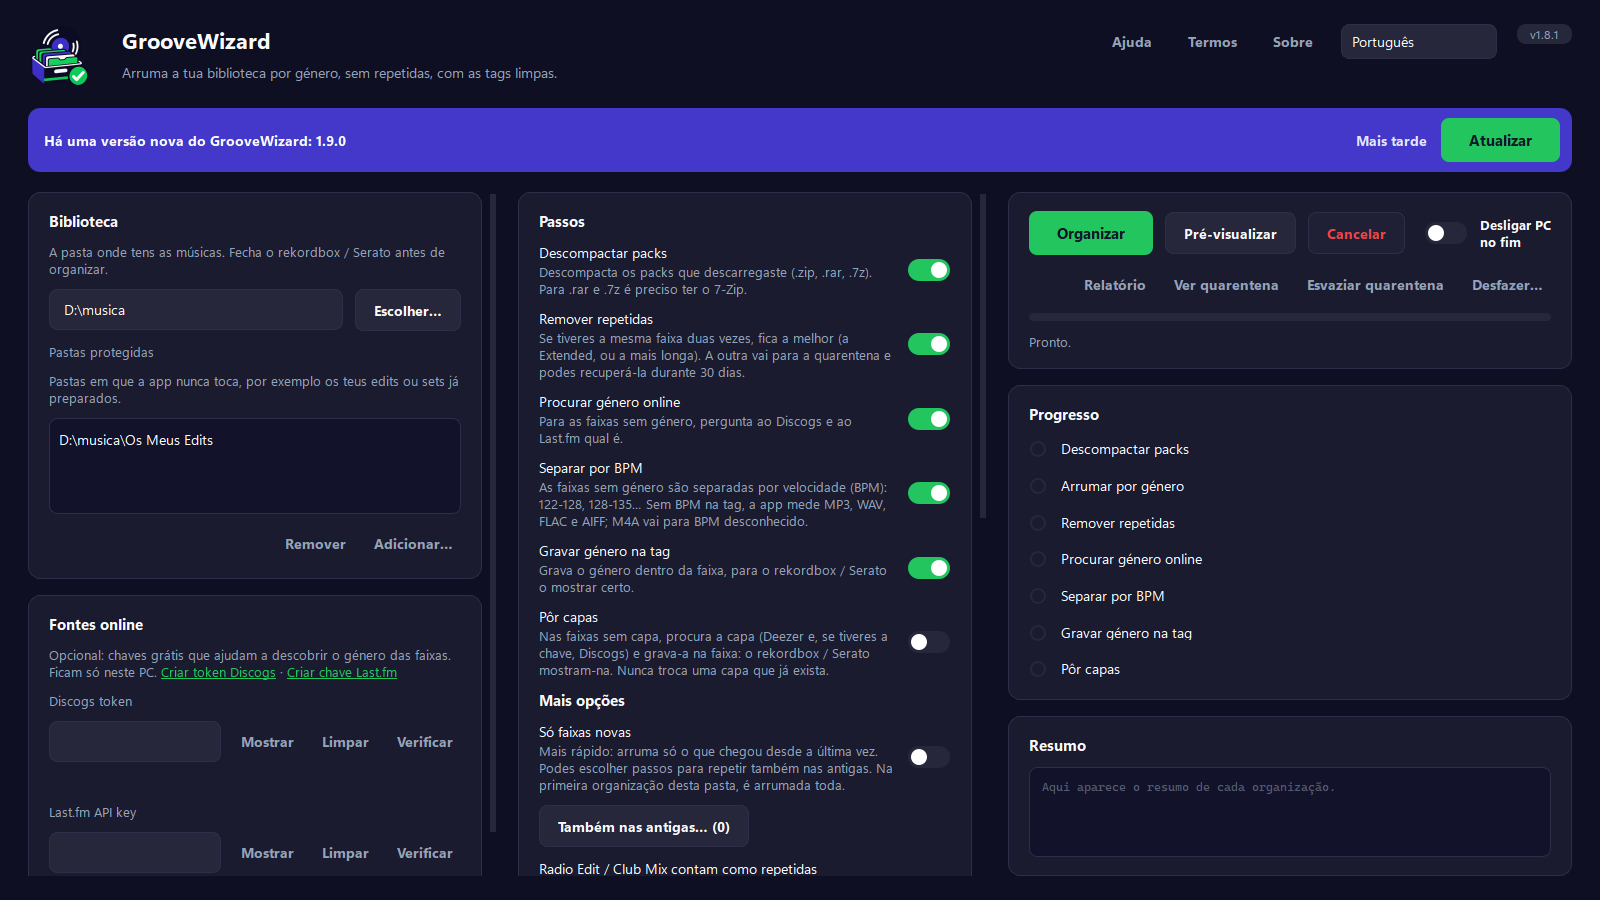 GrooveWizard
Arruma a tua biblioteca por género, sem repetidas, com as tags limpas.
Ajuda
Termos
Sobre
Português
v1.8.1
Há uma versão nova do GrooveWizard: 1.9.0
Mais tarde
Atualizar
Biblioteca
A pasta onde tens as músicas. Fecha o rekordbox / Serato antes de
organizar.
D:\musica
Escolher...
Pastas protegidas
Pastas em que a app nunca toca, por exemplo os teus edits ou sets já
preparados.
D:\musica\Os Meus Edits
Remover
Adicionar...
Fontes online
Opcional: chaves grátis que ajudam a descobrir o género das faixas.
Ficam só neste PC. Criar token Discogs · Criar chave Last.fm
Discogs token
Mostrar
Limpar
Verificar
Last.fm API key
Mostrar
Limpar
Verificar
Passos
Descompactar packs
Descompacta os packs que descarregaste (.zip, .rar, .7z).
Para .rar e .7z é preciso ter o 7-Zip.
Remover repetidas
Se tiveres a mesma faixa duas vezes, fica a melhor (a
Extended, ou a mais longa). A outra vai para a quarentena e
podes recuperá-la durante 30 dias.
Procurar género online
Para as faixas sem género, pergunta ao Discogs e ao
Last.fm qual é.
Separar por BPM
As faixas sem género são separadas por velocidade (BPM):
122-128, 128-135... Sem BPM na tag, a app mede MP3, WAV,
FLAC e AIFF; M4A vai para BPM desconhecido.
Gravar género na tag
Grava o género dentro da faixa, para o rekordbox / Serato
o mostrar certo.
Pôr capas
Nas faixas sem capa, procura a capa (Deezer e, se tiveres a
chave, Discogs) e grava-a na faixa: o rekordbox / Serato
mostram-na. Nunca troca uma capa que já exista.
Mais opções
Só faixas novas
Mais rápido: arruma só o que chegou desde a última vez.
Podes escolher passos para repetir também nas antigas. Na
primeira organização desta pasta, é arrumada toda.
Também nas antigas... (0)
Radio Edit / Club Mix contam como repetidas
Organizar
Pré-visualizar
Cancelar
Desligar PC
no fim
Relatório
Ver quarentena
Esvaziar quarentena
Desfazer...
Pronto.
Progresso
Descompactar packs
Arrumar por género
Remover repetidas
Procurar género online
Separar por BPM
Gravar género na tag
Pôr capas
Resumo
Aqui aparece o resumo de cada organização.